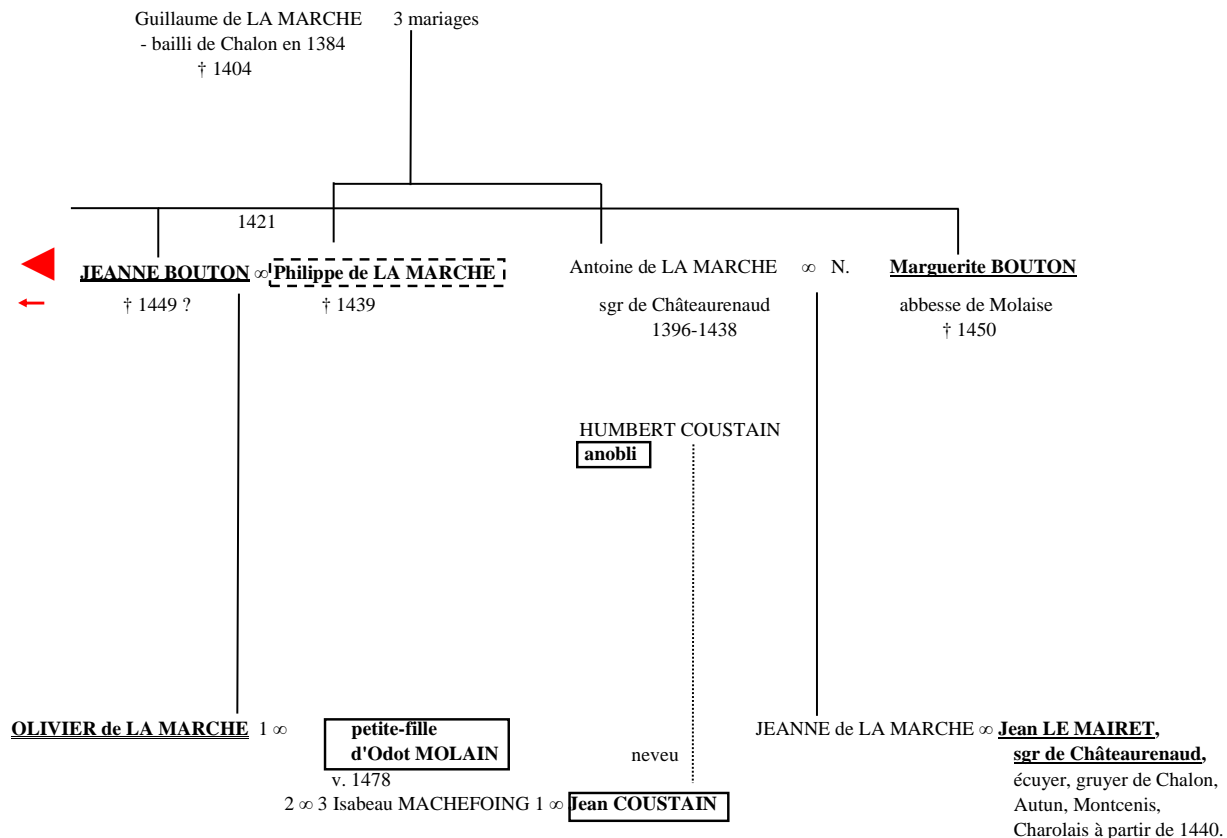 Guillaume de LA MARCHE 3 mariages
- bailli de Chalon en 1384
† 1404
1421
JEANNE BOUTON ∞ Philippe de LA MARCHE
† 1449 ?
† 1439
Antoine de LA MARCHE ∞ N.
sgr de Châteaurenaud
1396-1438
Marguerite BOUTON
abbesse de Molaise
† 1450
HUMBERT COUSTAIN
anobli
OLIVIER de LA MARCHE 1 ∞
petite-fille
d'Odot MOLAIN
v. 1478
neveu
2 ∞ 3 Isabeau MACHEFOING 1 ∞ Jean COUSTAIN
JEANNE de LA MARCHE ∞ Jean LE MAIRET,
sgr de Châteaurenaud,
écuyer, gruyer de Chalon,
Autun, Montcenis,
Charolais à partir de 1440.